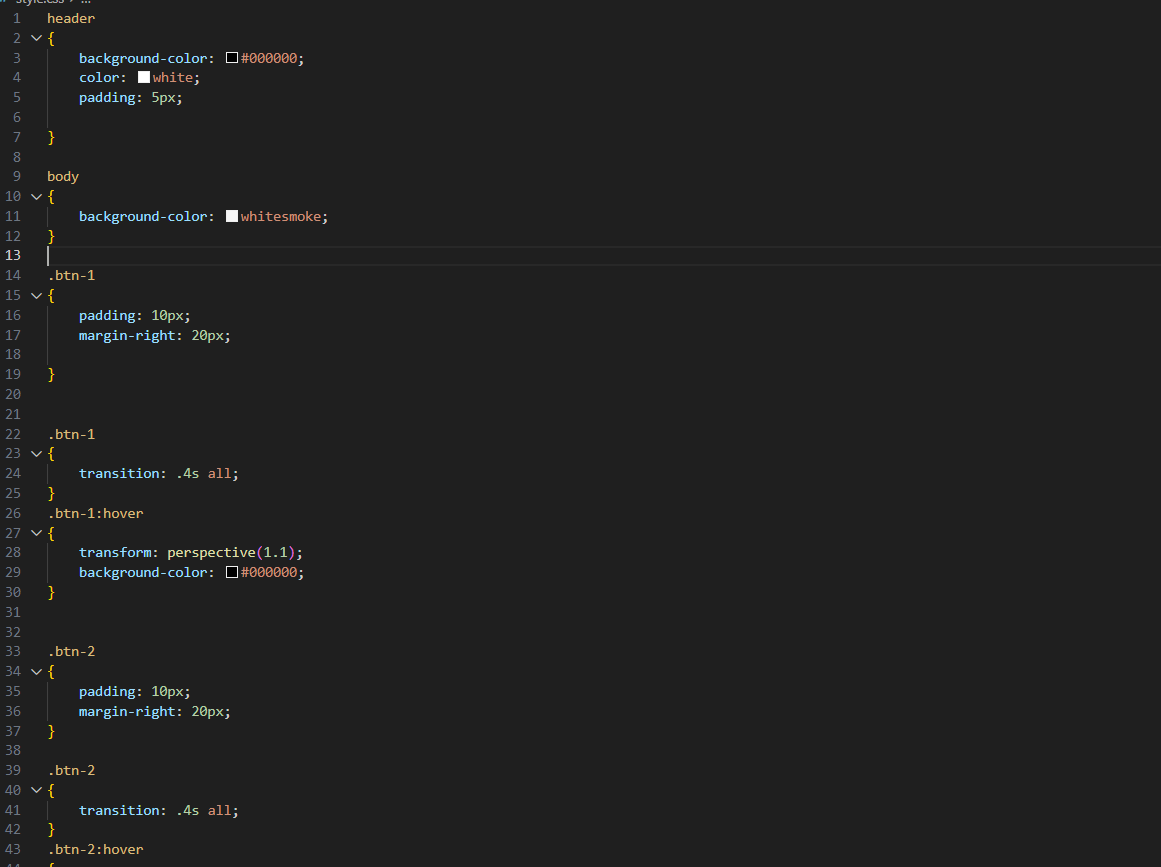 style.css > ...
1 header
2 {
3 background-color: #000000;
4 color: white;
5 padding: 5px;
6
7 }
8
9 body
10 {
11 background-color: whitesmoke;
12 }
13
14 .btn-1
15 {
16 padding: 10px;
17 margin-right: 20px;
18
19 }
20
21
22 .btn-1
23 {
24 transition: .4s all;
25 }
26 .btn-1:hover
27 {
28 transform: perspective(1.1);
29 background-color: #000000;
30 }
31
32
33 .btn-2
34 {
35 padding: 10px;
36 margin-right: 20px;
37 }
38
39 .btn-2
40 {
41 transition: .4s all;
42 }
43 .btn-2:hover
44 {